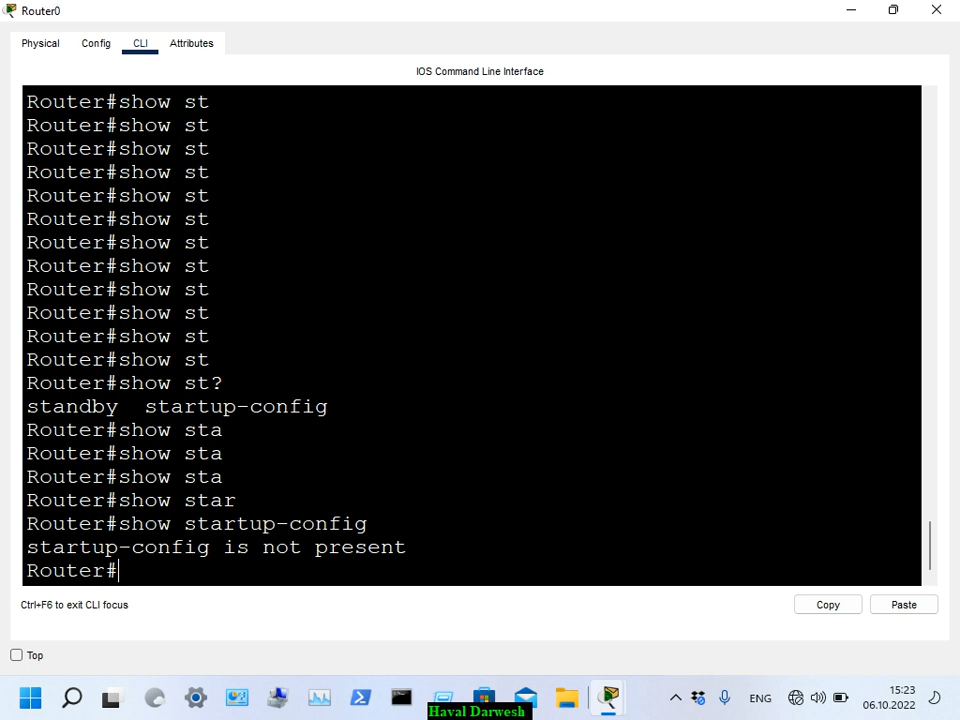 Router0
Physical Config CLI Attributes
IOS Command Line Interface
Router#show st
Router#show st
Router#show st
Router#show st
Router#show st
Router#show st
Router#show st
Router#show st
Router#show st
Router#show st
Router#show st
Router#show st
Router#show st?
standby startup-config
Router#show sta
Router#show sta
Router#show sta
Router#show star
Router#show startup-config
startup-config is not present
Router#
Ctrl+F6 to exit CLI focus
Copy Paste
Top
ENG
15:23
06.10.2022
Haval Darwesh